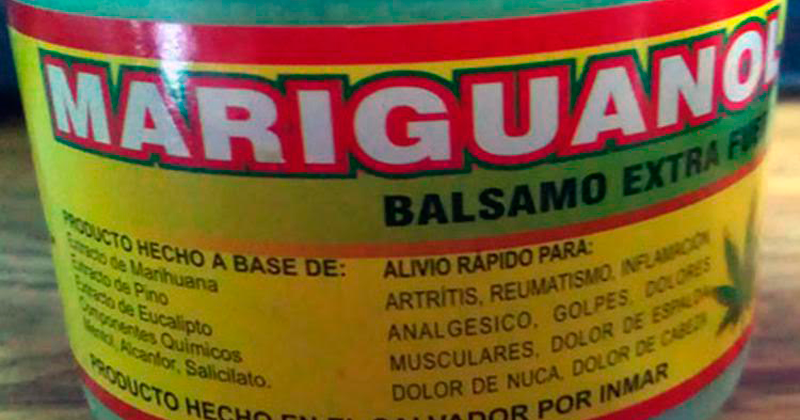 MARIGUANOL
BALSAMO EXTRA
PRODUCTO HECHO A BASE DE:
Extracto de Marihuana
Extracto de Pino
Extracto de Eucalipto
Componentes Químicos
Mentol, Alcanfor, Salicilato.
ALIVIO RÁPIDO PARA:
ARTRÍTIS, REUMATISMO, INFLAMACIÓN
ANALGESICO, GOLPES, DOLORES
MUSCULARES, DOLOR DE ESPALDA
DOLOR DE NUCA, DOLOR DE CABEZA
PRODUCTO HECHO EN EL SALVADOR POR INMAR